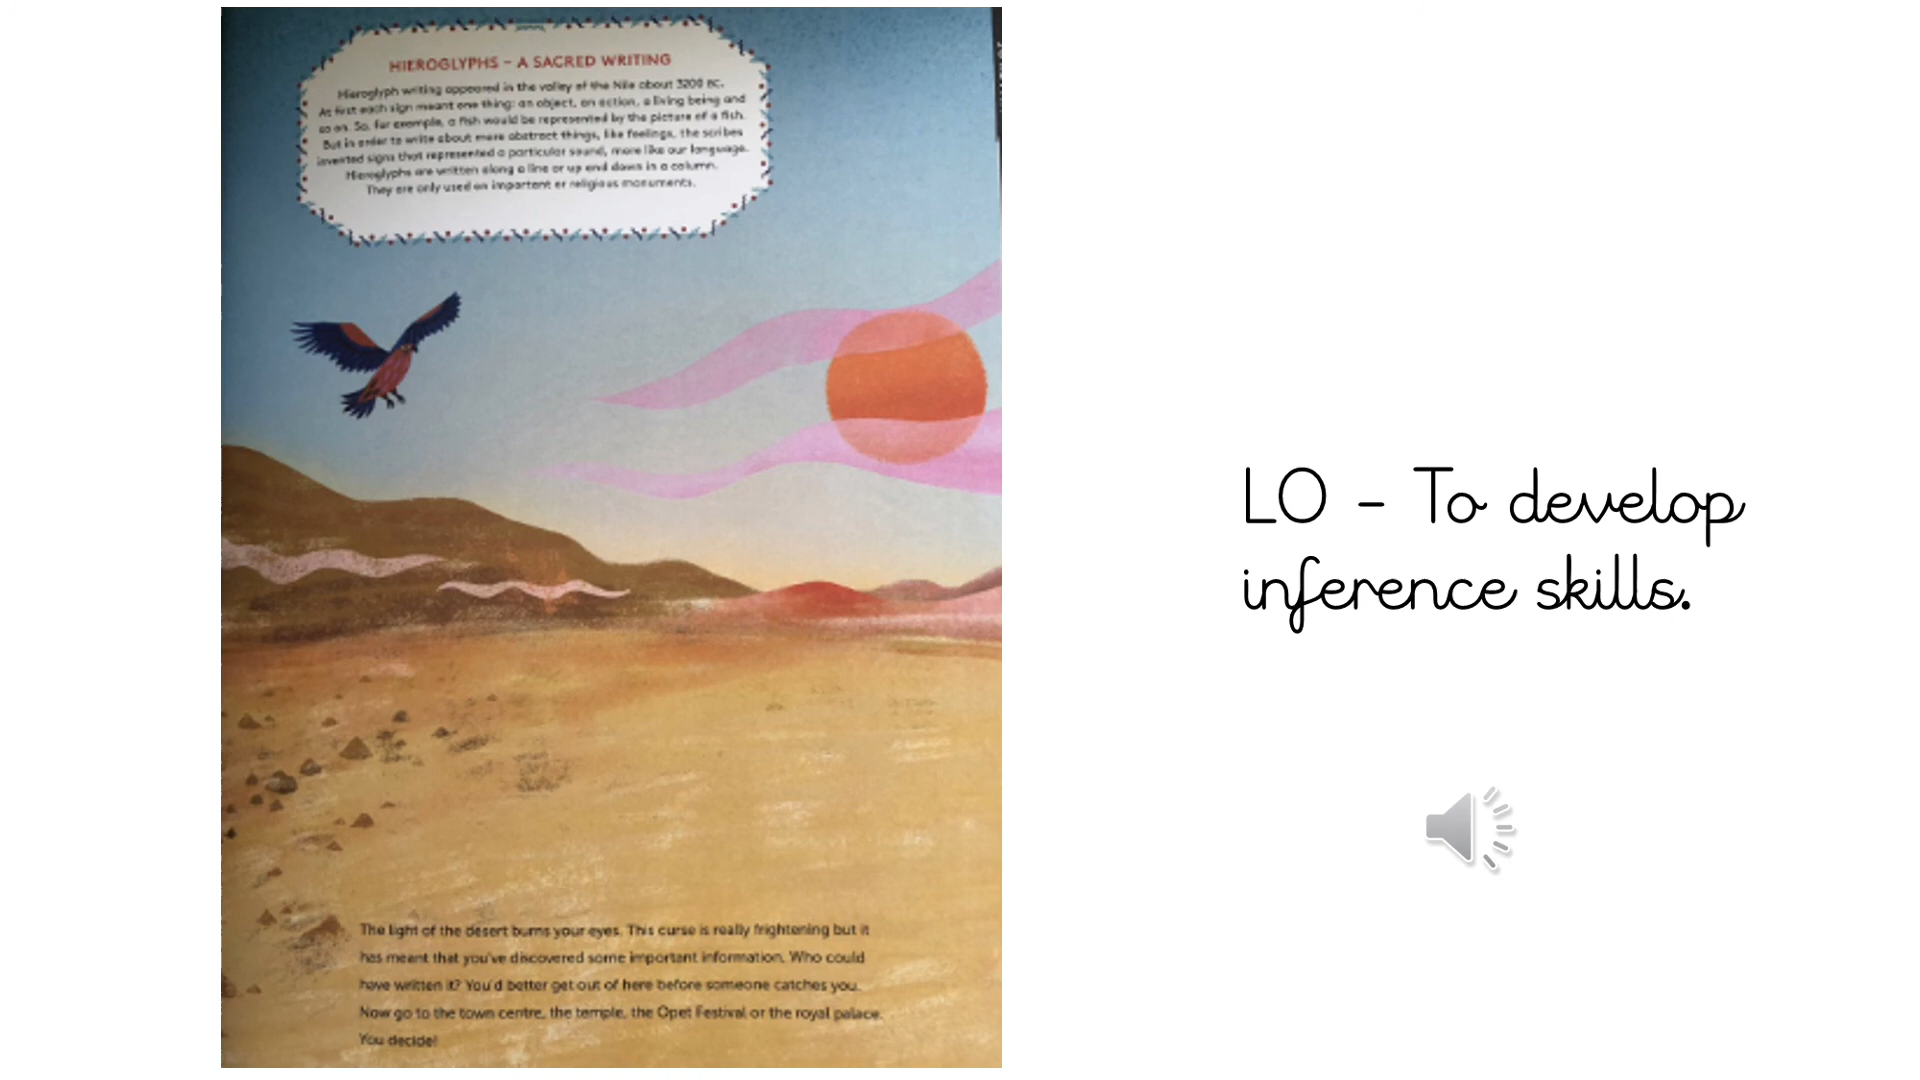 HIEROGLYPHS – A SACRED WRITING
Hieroglyph writing appeared in the valley of the Nile about 3200 BC.
At first each sign meant one thing: an object, an action, a living being and
so on. So, for example, a fish would be represented by the picture of a fish.
But in order to write about more abstract things, like feelings, the scribes
invented signs that represented a particular sound, more like our language.
Hieroglyphs are written along a line or up and down in a column.
They are only used on important or religious monuments.
The light of the desert burns your eyes. This curse is really frightening but it
has meant that you've discovered some important information. Who could
have written it? You'd better get out of here before someone catches you.
Now go to the town centre, the temple, the Opet Festival or the royal palace.
You decide!
LO – To develop
inference skills.